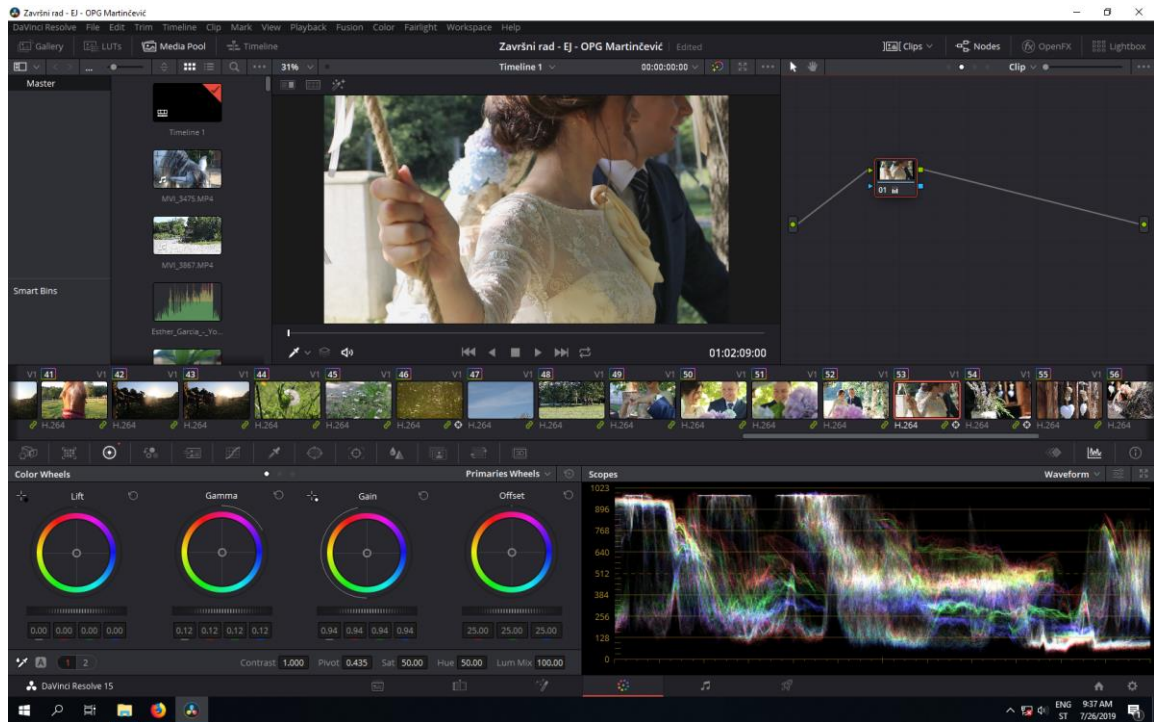 Završni rad - EJ - OPG Martinčević
DaVinci Resolve File Edit Trim Timeline Clip Mark View Playback Fusion Color Fairlight Workspace Help
Gallery LUTs Media Pool Timeline Završni rad - EJ - OPG Martinčević Edited Clips Nodes OpenFX Lightbox
... 31% Timeline 1 00:00:00:00 Clip
Master
Timeline 1
MVI_3475.MP4
01
MVI_3867.MP4
Smart Bins
Esther_Garcia_-_Yo...
01:02:09:00
V1 41 V1 42 V1 43 V1 44 V1 45 V1 46 V1 47 V1 48 V1 49 V1 50 V1 51 V1 52 V1 53 V1 54 V1 55 V1 56
H.264 H.264 H.264 H.264 H.264 H.264 H.264 H.264 H.264 H.264 H.264 H.264 H.264 H.264 H.264 H.264
Color Wheels Primaries Wheels Scopes Waveform
Lift Gamma Gain Offset
1023
896
768
640
512
384
256
128
0
0.00 0.00 0.00 0.00 0.12 0.12 0.12 0.12 0.94 0.94 0.94 0.94 25.00 25.00 25.00
A 1 2 Contrast 1.000 Pivot 0.435 Sat 50.00 Hue 50.00 Lum Mix 100.00
DaVinci Resolve 15
ENG 9:37 AM
ST 7/26/2019